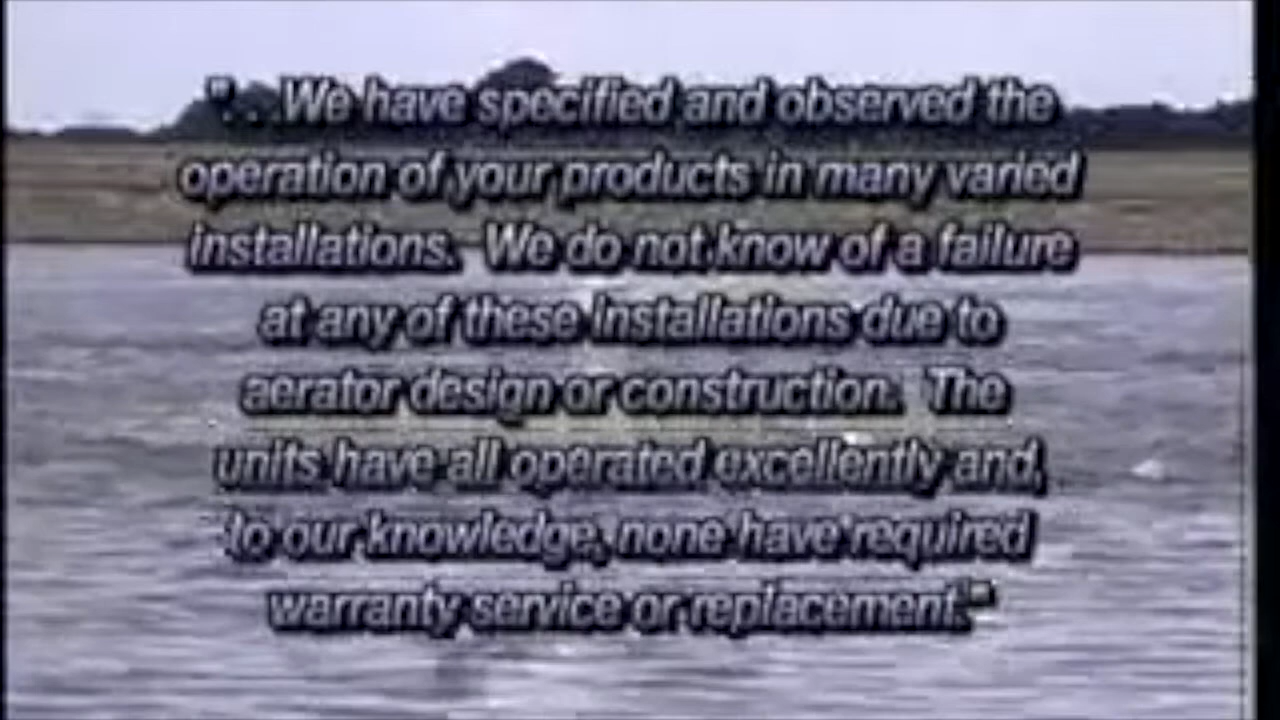 ". . .We have specified and observed the
operation of your products in many varied
installations.  We do not know of a failure
at any of these installations due to
aerator design or construction.  The
units have all operated excellently and,
to our knowledge, none have required
warranty service or replacement."